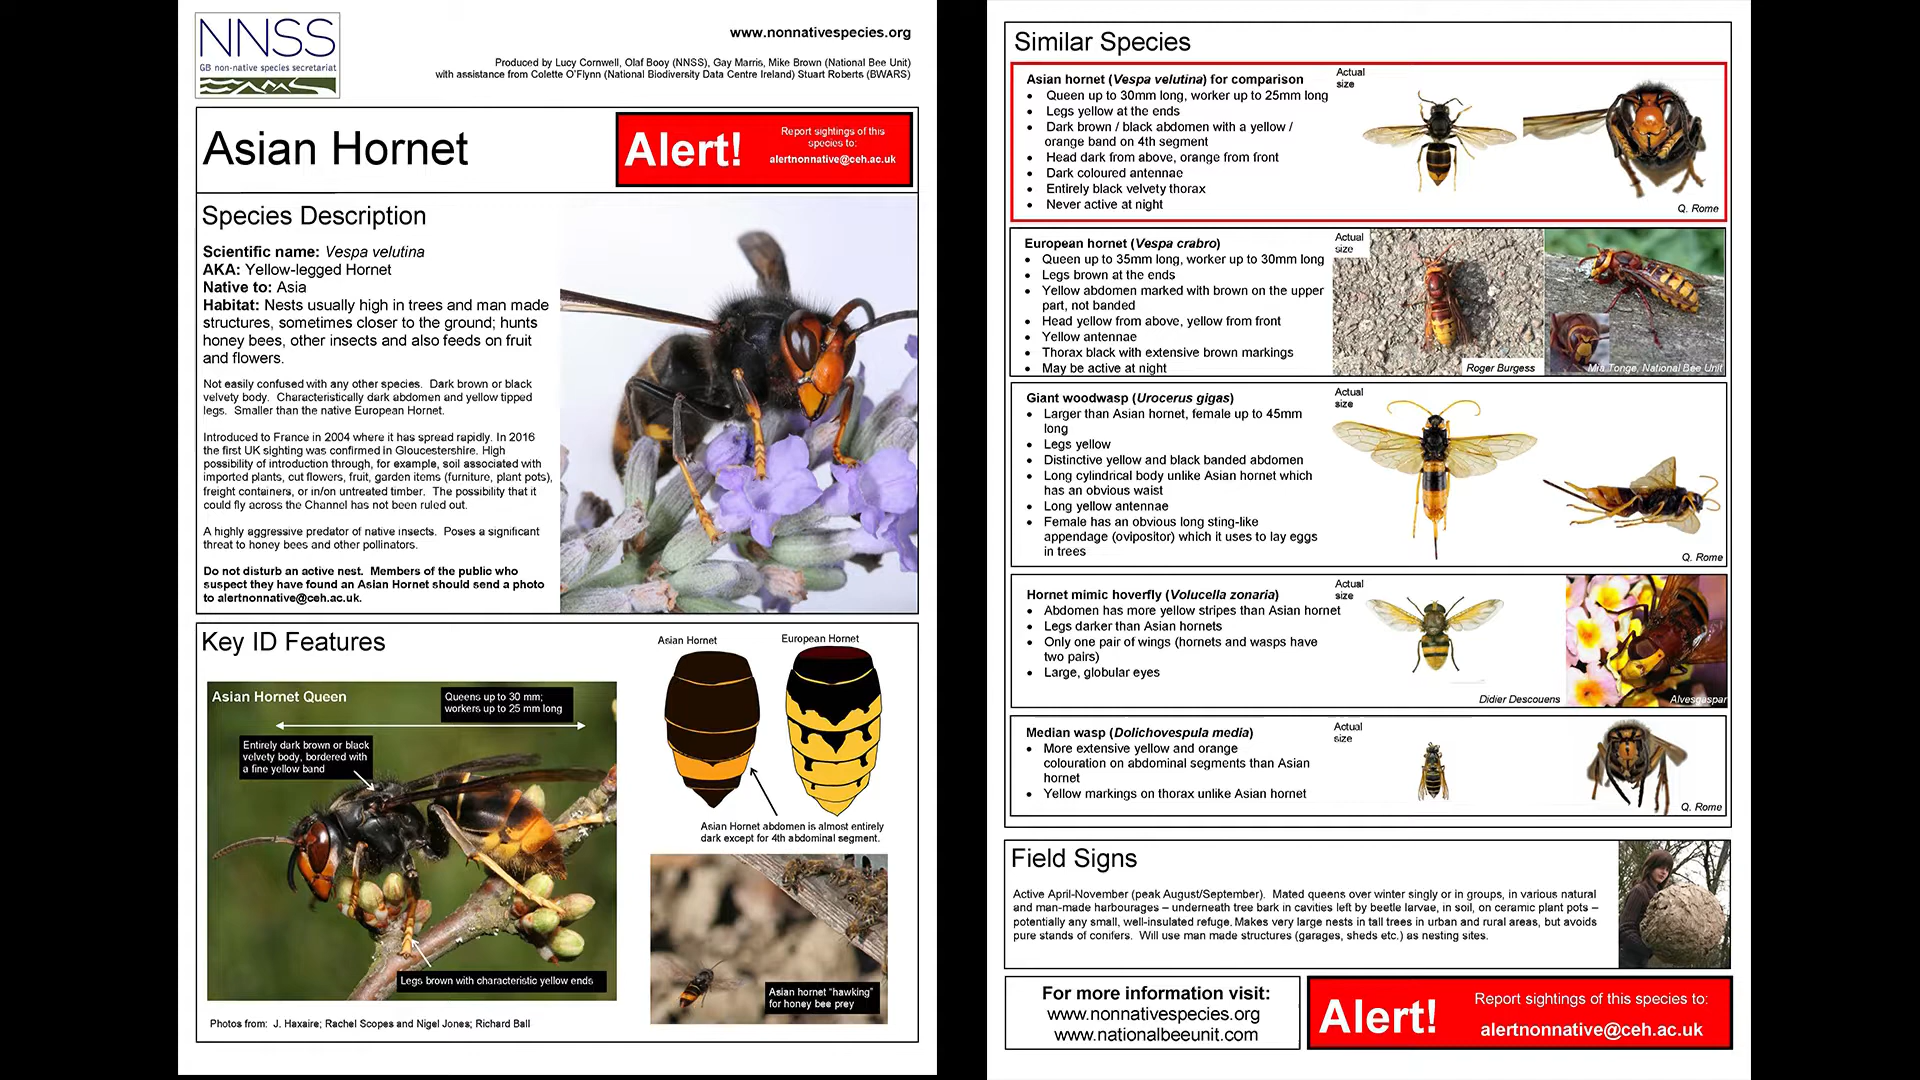 NNSS
GB non-native species secretariat
www.nonnativespecies.org
Produced by Lucy Cornwell, Olaf Booy (NNSS), Gay Marris, Mike Brown (National Bee Unit)
with assistance from Colette O'Flynn (National Biodiversity Data Centre Ireland) Stuart Roberts (BWARS)
Asian Hornet
Alert!
Report sightings of this
species to:
alertnonnative@ceh.ac.uk
Species Description
Scientific name: Vespa velutina
AKA: Yellow-legged Hornet
Native to: Asia
Habitat: Nests usually high in trees and man made
structures, sometimes closer to the ground; hunts
honey bees, other insects and also feeds on fruit
and flowers.
Not easily confused with any other species. Dark brown or black
velvety body. Characteristically dark abdomen and yellow tipped
legs. Smaller than the native European Hornet.
Introduced to France in 2004 where it has spread rapidly. In 2016
the first UK sighting was confirmed in Gloucestershire. High
possibility of introduction through, for example, soil associated with
imported plants, cut flowers, fruit, garden items (furniture, plant pots),
freight containers, or in/on untreated timber. The possibility that it
could fly across the Channel has not been ruled out.
A highly aggressive predator of native insects. Poses a significant
threat to honey bees and other pollinators.
Do not disturb an active nest. Members of the public who
suspect they have found an Asian Hornet should send a photo
to alertnonnative@ceh.ac.uk.
Key ID Features
Asian Hornet Queen
Queens up to 30 mm;
workers up to 25 mm long
Entirely dark brown or black
velvety body, bordered with
a fine yellow band
Legs brown with characteristic yellow ends
Asian Hornet
European Hornet
Asian Hornet abdomen is almost entirely
dark except for 4th abdominal segment.
Asian hornet "hawking"
for honey bee prey
Photos from: J. Haxaire; Rachel Scopes and Nigel Jones; Richard Ball
Similar Species
Asian hornet (Vespa velutina) for comparison
• Queen up to 30mm long, worker up to 25mm long
• Legs yellow at the ends
• Dark brown / black abdomen with a yellow /
orange band on 4th segment
• Head dark from above, orange from front
• Dark coloured antennae
• Entirely black velvety thorax
• Never active at night
Actual
size
Q. Rome
European hornet (Vespa crabro)
• Queen up to 35mm long, worker up to 30mm long
• Legs brown at the ends
• Yellow abdomen marked with brown on the upper
part, not banded
• Head yellow from above, yellow from front
• Yellow antennae
• Thorax black with extensive brown markings
• May be active at night
Actual
size
Roger Burgess
Mia Tonge, National Bee Unit
Giant woodwasp (Urocerus gigas)
• Larger than Asian hornet, female up to 45mm
long
• Legs yellow
• Distinctive yellow and black banded abdomen
• Long cylindrical body unlike Asian hornet which
has an obvious waist
• Long yellow antennae
• Female has an obvious long sting-like
appendage (ovipositor) which it uses to lay eggs
in trees
Actual
size
Q. Rome
Hornet mimic hoverfly (Volucella zonaria)
• Abdomen has more yellow stripes than Asian hornet
• Legs darker than Asian hornets
• Only one pair of wings (hornets and wasps have
two pairs)
• Large, globular eyes
Actual
size
Didier Descouens
Alvesgaspar
Median wasp (Dolichovespula media)
• More extensive yellow and orange
colouration on abdominal segments than Asian
hornet
• Yellow markings on thorax unlike Asian hornet
Actual
size
Q. Rome
Field Signs
Active April-November (peak August/September). Mated queens over winter singly or in groups, in various natural
and man-made harbourages – underneath tree bark in cavities left by beetle larvae, in soil, on ceramic plant pots –
potentially any small, well-insulated refuge. Makes very large nests in tall trees in urban and rural areas, but avoids
pure stands of conifers. Will use man made structures (garages, sheds etc.) as nesting sites.
For more information visit:
www.nonnativespecies.org
www.nationalbeeunit.com
Alert!
Report sightings of this species to:
alertnonnative@ceh.ac.uk